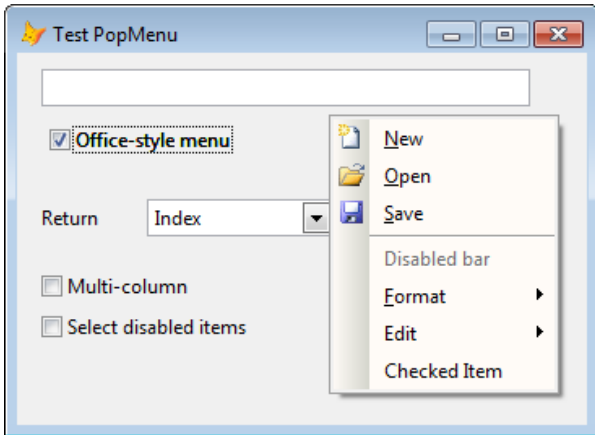 Test PopMenu
Office-style menu
Return Index
Multi-column
Select disabled items
New
Open
Save
Disabled bar
Format
Edit
Checked Item